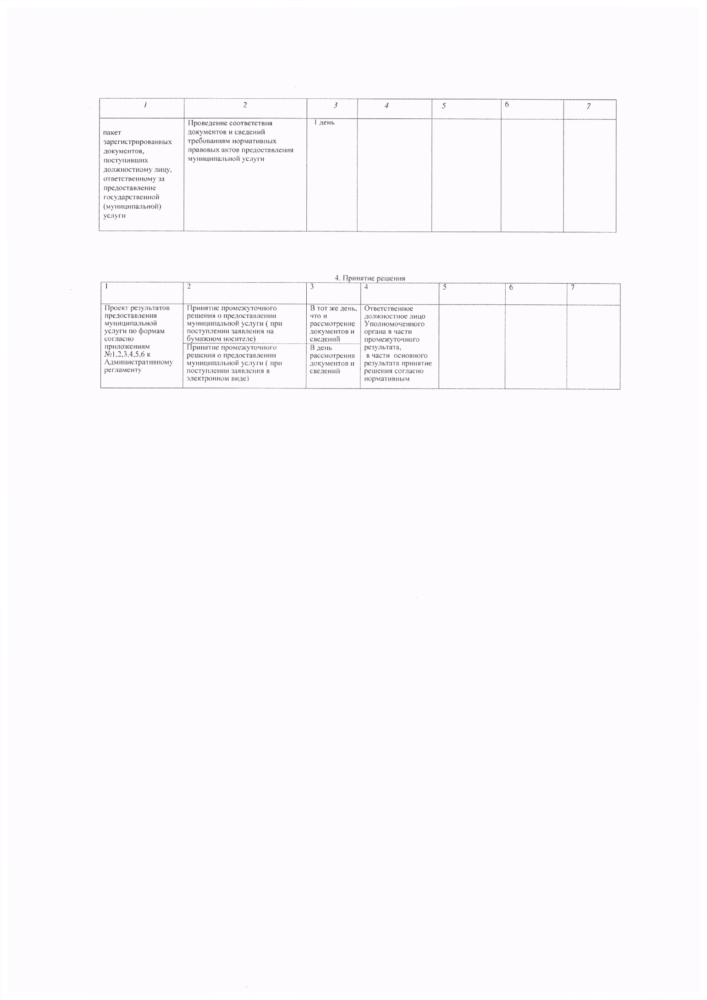 1 2 3 4 5 6 7
пакет
зарегистрированных
документов,
поступивших
должностному лицу,
ответственному за
предоставление
государственной
(муниципальной)
услуги
Проведение соответствия
документов и сведений
требованиям нормативных
правовых актов предоставления
муниципальной услуги
1 день
4. Принятие решения
1 2 3 4 5 6 7
Проект результатов
предоставления
муниципальной
услуги по формам
согласно
приложениям
№1,2,3,4,5,6 к
Административному
регламенту
Принятие промежуточного
решения о предоставлении
муниципальной услуги ( при
поступлении заявления на
бумажном носителе)
В тот же день,
что и
рассмотрение
документов и
сведений
Принятие промежуточного
решения о предоставлении
муниципальной услуги ( при
поступлении заявления в
электронном виде)
В день
рассмотрения
документов и
сведений
Ответственное
должностное лицо
Уполномоченного
органа в части
промежуточного
результата,
в части основного
результата принятие
решения согласно
нормативным